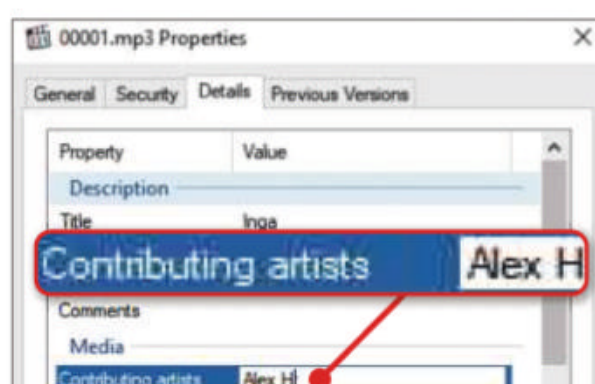 00001.mp3 Properties
General Security Details Previous Versions
Property Value
Description
Title Inga
Contributing artists Alex H
Comments
Media
Contributing artists Alex H